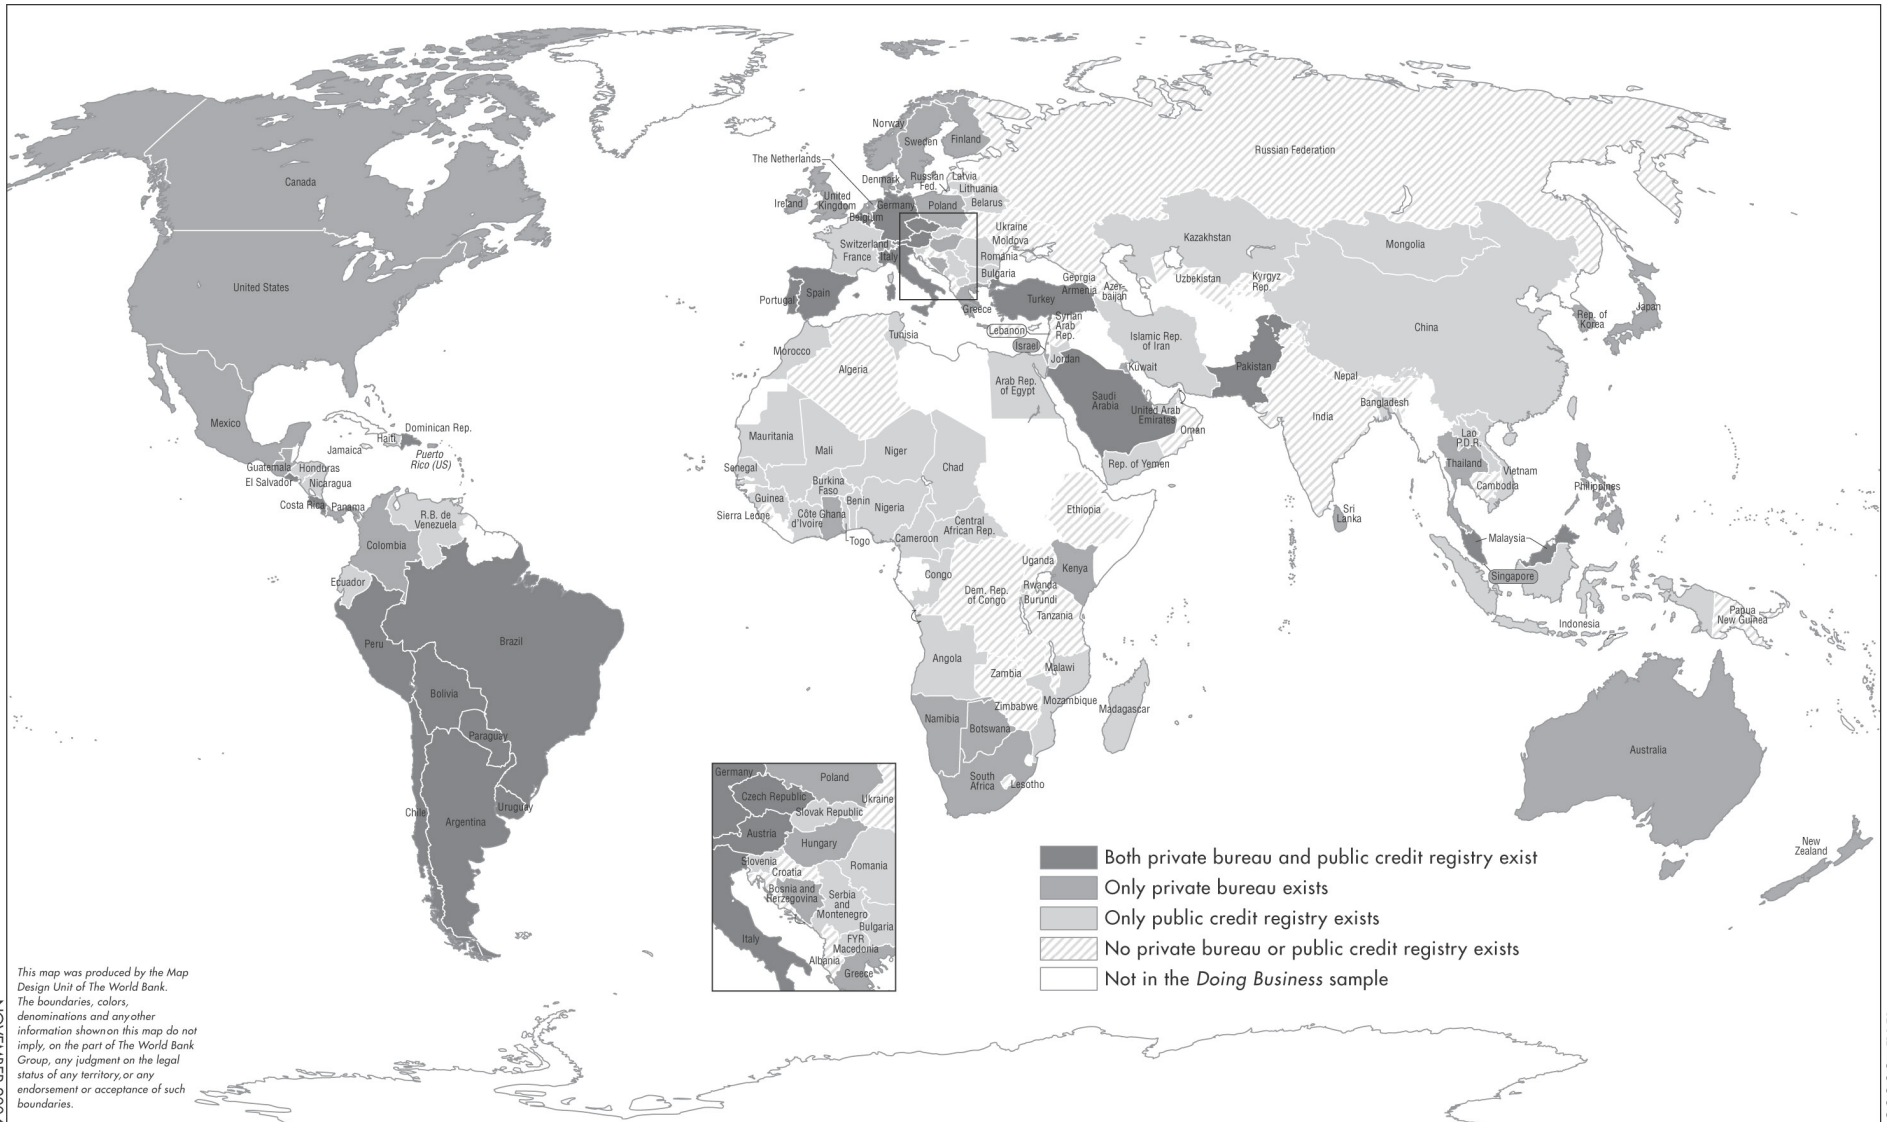 Canada
United States
Mexico
Guatemala
El Salvador
Honduras
Nicaragua
Costa Rica
Panama
Jamaica
Haiti
Dominican Rep.
Puerto
Rico (US)
R.B. de
Venezuela
Colombia
Ecuador
Peru
Brazil
Bolivia
Paraguay
Chile
Argentina
Uruguay
Norway
Sweden
Finland
The Netherlands
Denmark
Russian
Fed.
Latvia
Lithuania
Belarus
Ireland
United
Kingdom
Belgium
Germany
Poland
Ukraine
Moldova
Switzerland
France
Italy
Romania
Bulgaria
Portugal
Spain
Greece
Turkey
Georgia
Armenia
Azer-
baijan
Russian Federation
Kazakhstan
Uzbekistan
Kyrgyz
Rep.
Mongolia
China
Rep. of
Korea
Japan
Lebanon
Syrian
Arab
Rep.
Israel
Jordan
Islamic Rep.
of Iran
Kuwait
Saudi
Arabia
United Arab
Emirates
Oman
Rep. of Yemen
Pakistan
Nepal
India
Bangladesh
Sri
Lanka
Lao
P.D.R.
Thailand
Vietnam
Cambodia
Philippines
Malaysia
Singapore
Indonesia
Papua
New Guinea
Australia
New
Zealand
Morocco
Tunisia
Algeria
Arab Rep.
of Egypt
Mauritania
Mali
Niger
Chad
Senegal
Guinea
Sierra Leone
Burkina
Faso
Côte
d'Ivoire
Ghana
Benin
Togo
Nigeria
Cameroon
Central
African Rep.
Ethiopia
Congo
Dem. Rep.
of Congo
Uganda
Rwanda
Burundi
Kenya
Tanzania
Angola
Zambia
Malawi
Mozambique
Zimbabwe
Madagascar
Namibia
Botswana
South
Africa
Lesotho
Germany
Poland
Czech Republic
Ukraine
Slovak Republic
Austria
Hungary
Slovenia
Croatia
Romania
Bosnia and
Herzegovina
Serbia
and
Montenegro
Bulgaria
Italy
FYR
Macedonia
Albania
Greece
Both private bureau and public credit registry exist
Only private bureau exists
Only public credit registry exists
No private bureau or public credit registry exists
Not in the Doing Business sample
This map was produced by the Map
Design Unit of The World Bank.
The boundaries, colors,
denominations and any other
information shown on this map do not
imply, on the part of The World Bank
Group, any judgment on the legal
status of any territory, or any
endorsement or acceptance of such
boundaries.